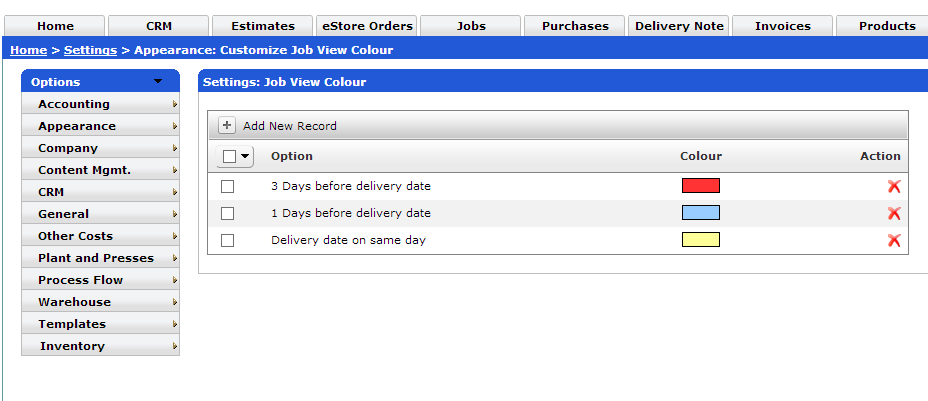 Home CRM Estimates eStore Orders Jobs Purchases Delivery Note Invoices Products
Home > Settings > Appearance: Customize Job View Colour
Options
Accounting
Appearance
Company
Content Mgmt.
CRM
General
Other Costs
Plant and Presses
Process Flow
Warehouse
Templates
Inventory
Settings: Job View Colour
Add New Record
Option Colour Action
3 Days before delivery date
1 Days before delivery date
Delivery date on same day